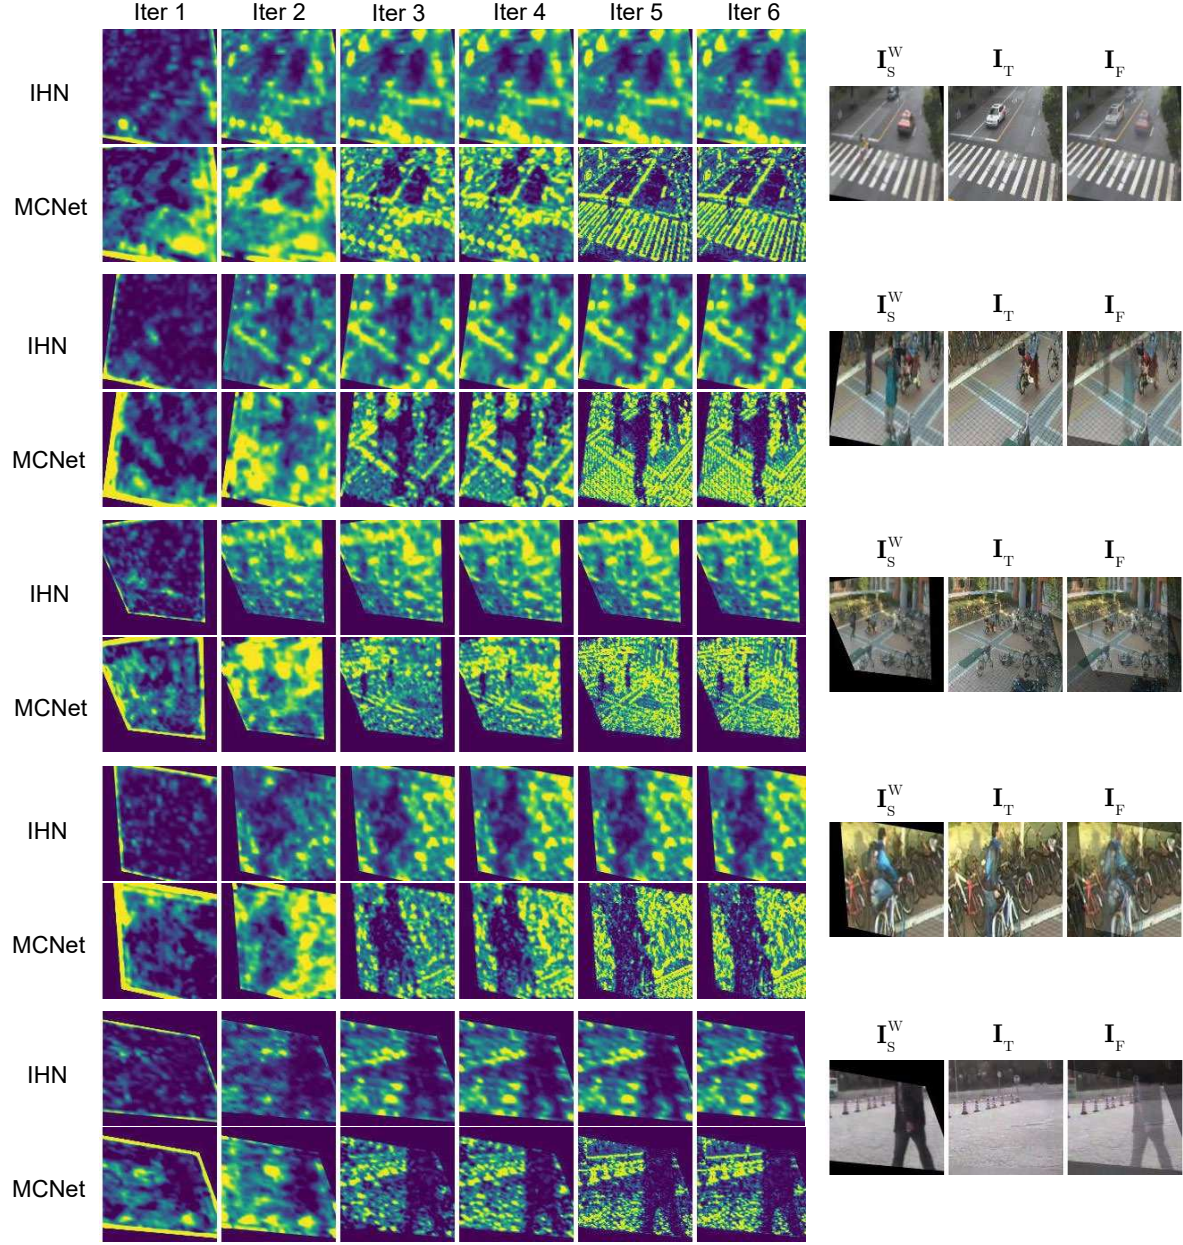 Iter 1 Iter 2 Iter 3 Iter 4 Iter 5 Iter 6
I_S^W I_T I_F
IHN
MCNet
I_S^W I_T I_F
IHN
MCNet
I_S^W I_T I_F
IHN
MCNet
I_S^W I_T I_F
IHN
MCNet
I_S^W I_T I_F
IHN
MCNet